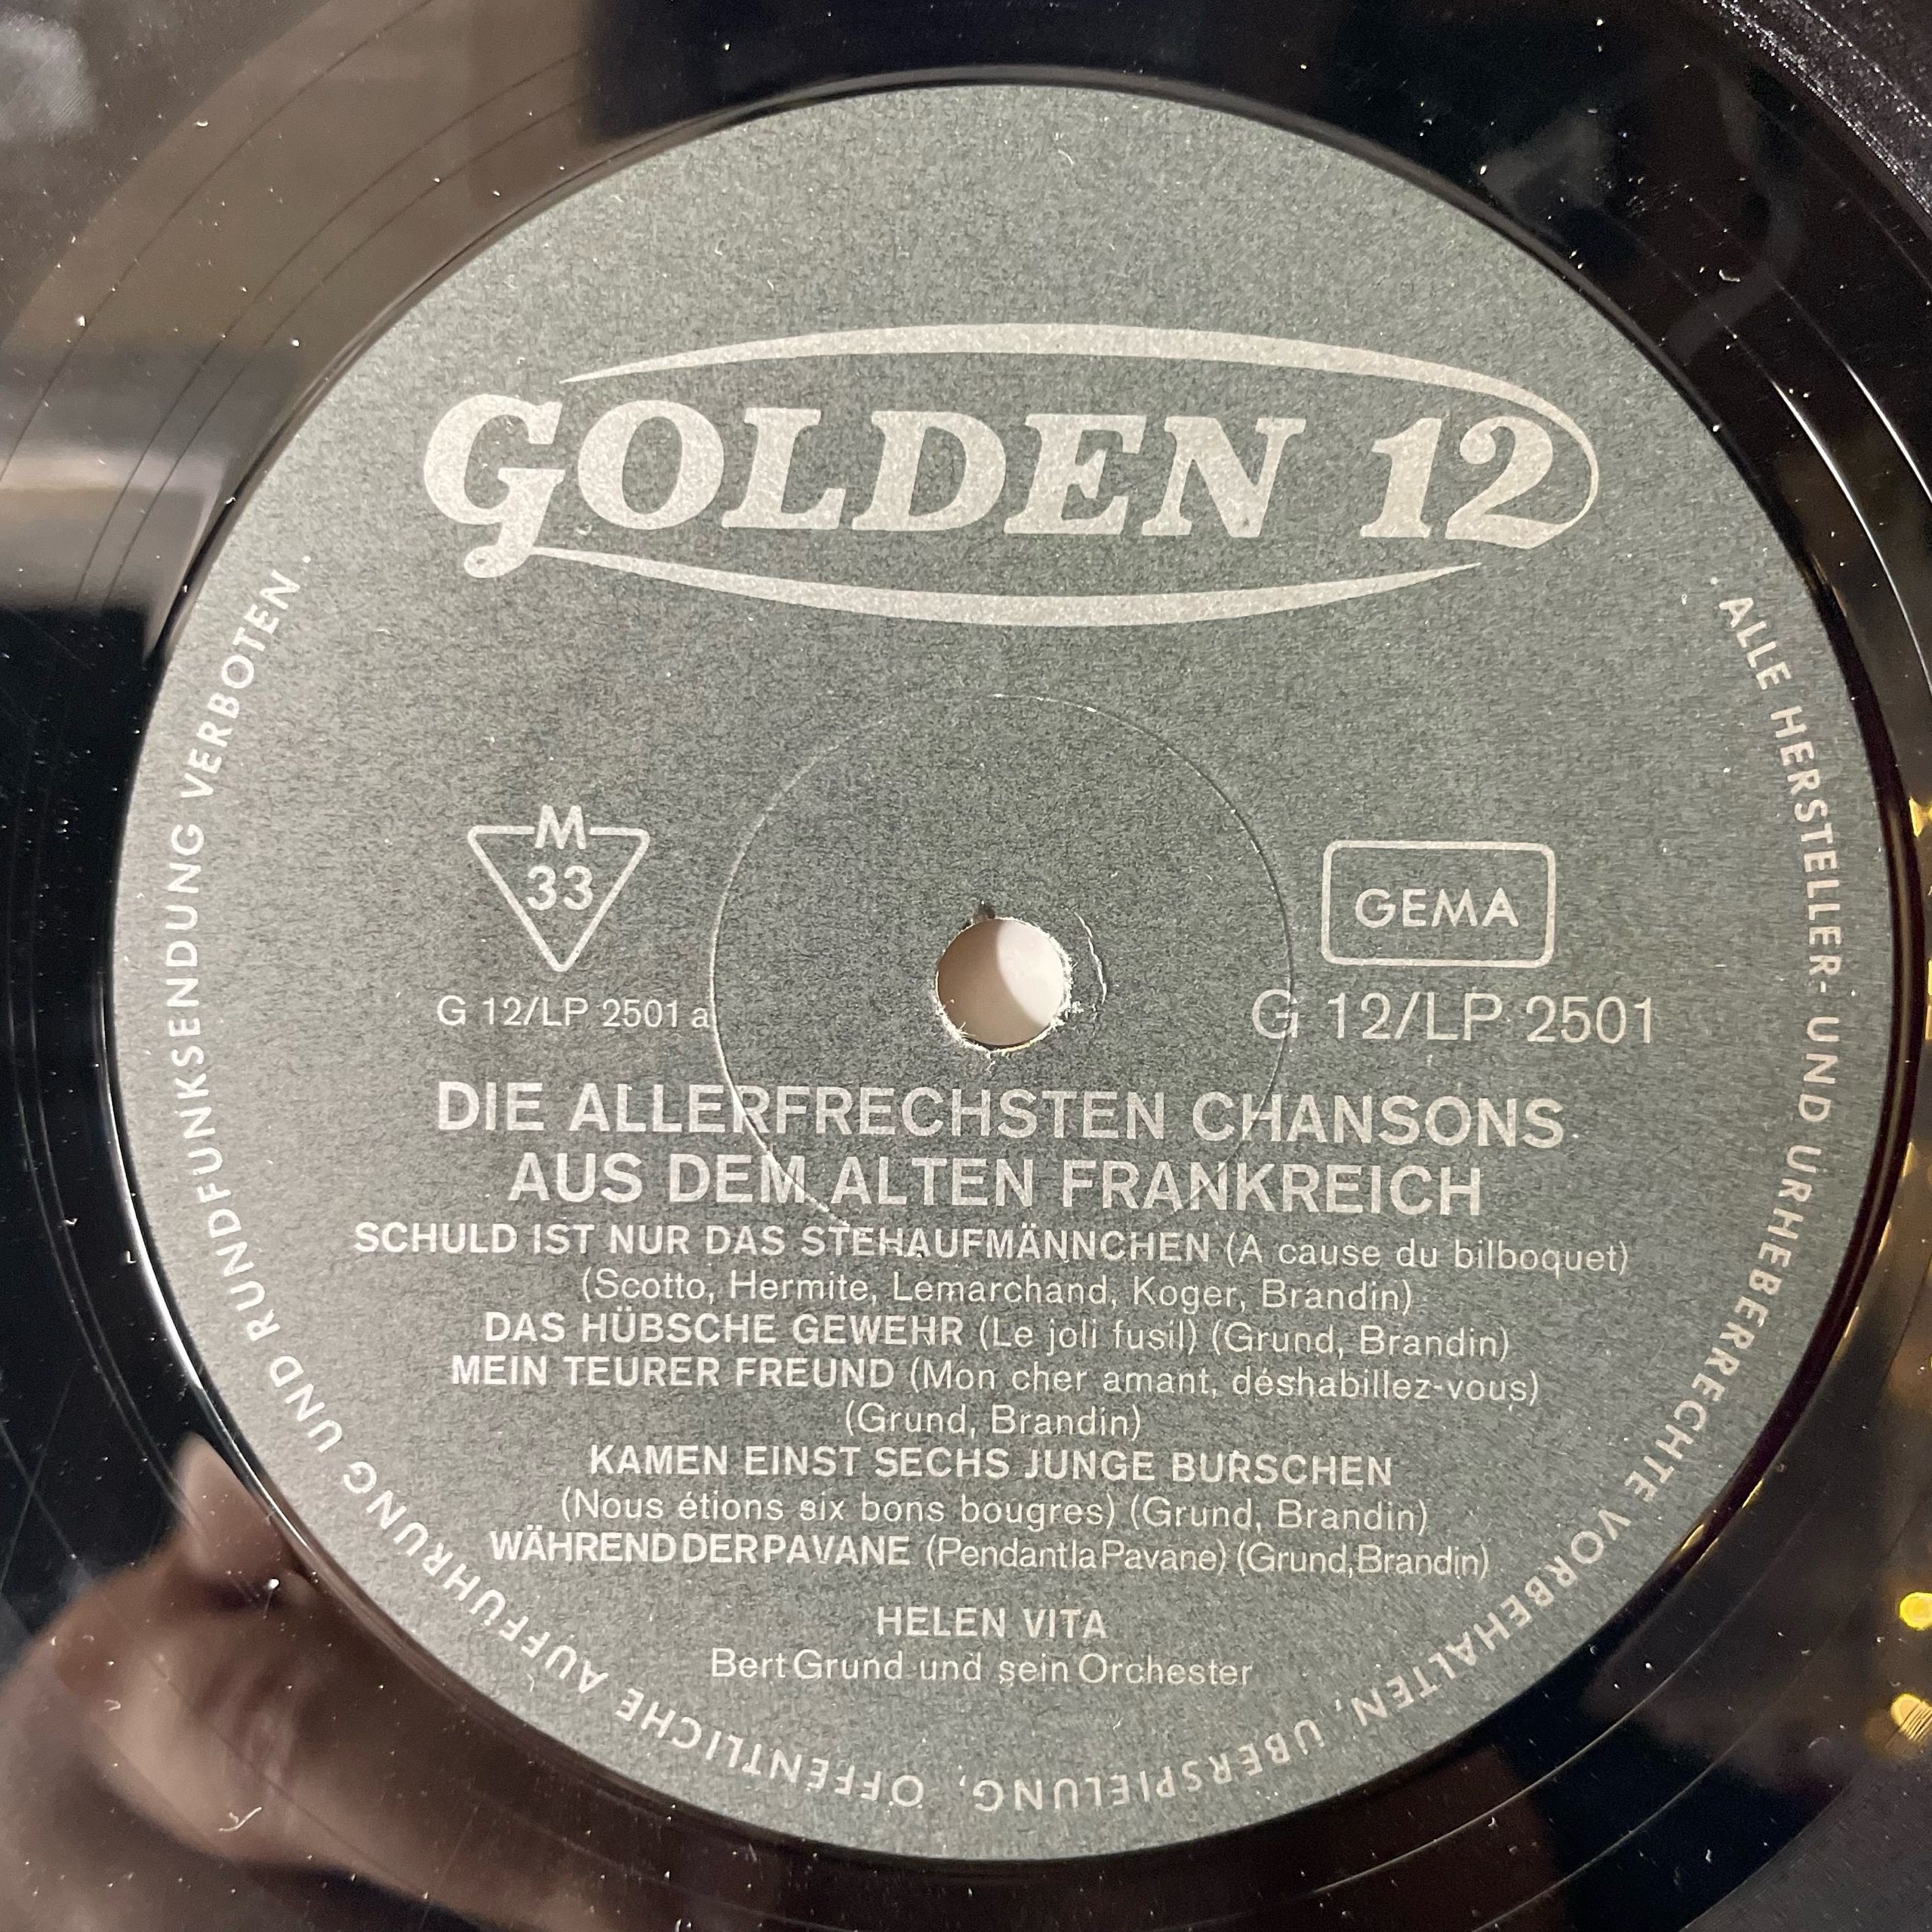 GOLDEN 12
M
33
GEMA
G 12/LP 2501 a
G 12/LP 2501
DIE ALLERFRECHSTEN CHANSONS
AUS DEM ALTEN FRANKREICH
SCHULD IST NUR DAS STEHAUFMÄNNCHEN (A cause du bilboquet)
(Scotto, Hermite, Lemarchand, Koger, Brandin)
DAS HÜBSCHE GEWEHR (Le joli fusil) (Grund, Brandin)
MEIN TEURER FREUND (Mon cher amant, déshabillez-vous)
(Grund, Brandin)
KAMEN EINST SECHS JUNGE BURSCHEN
(Nous étions six bons bougres) (Grund, Brandin)
WÄHREND DER PAVANE (Pendant la Pavane) (Grund, Brandin)
HELEN VITA
Bert Grund und sein Orchester
ALLE HERSTELLER- UND URHEBERRECHTE VORBEHALTEN, ÜBERSPIELUNG, ÖFFENTLICHE AUFFÜHRUNG UND RUNDFUNKSENDUNG VERBOTEN